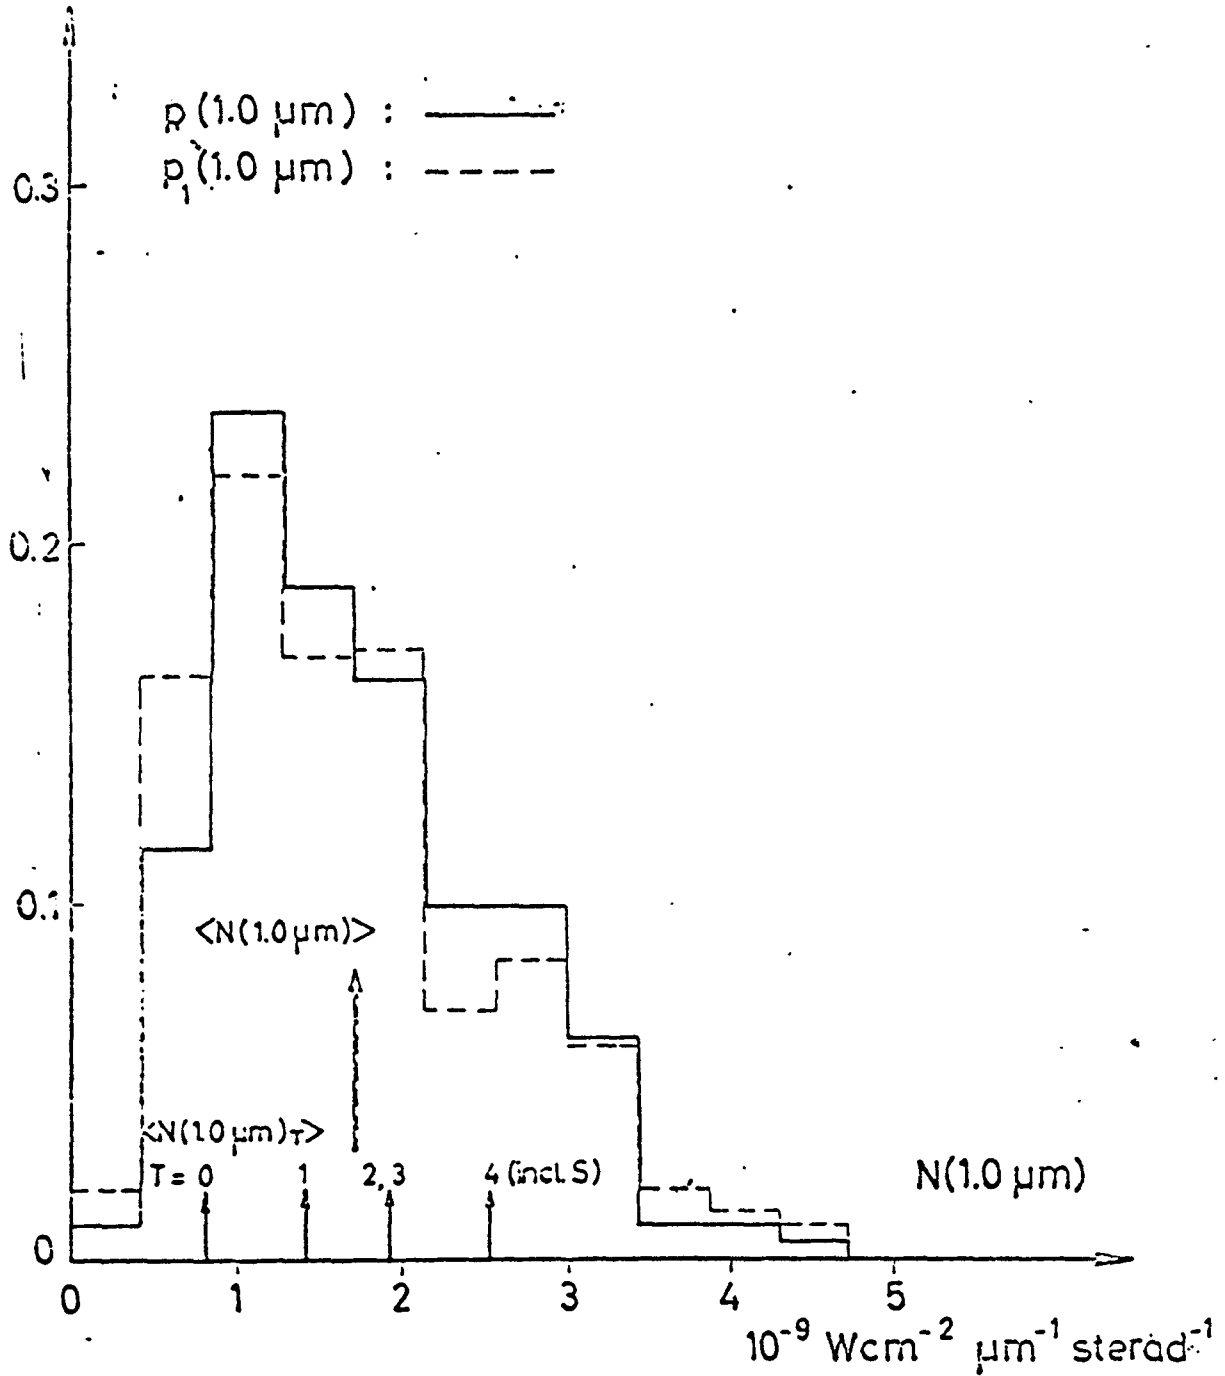 p(1.0 µm) :
p₁(1.0 µm) :
0.3
0.2
0.1
<N(1.0 µm)>
<N(1.0 µm)T>
T = 0 1 2,3 4 (incl. S)
N(1.0 µm)
0
0 1 2 3 4 5
10⁻⁹ Wcm⁻² µm⁻¹ sterad⁻¹